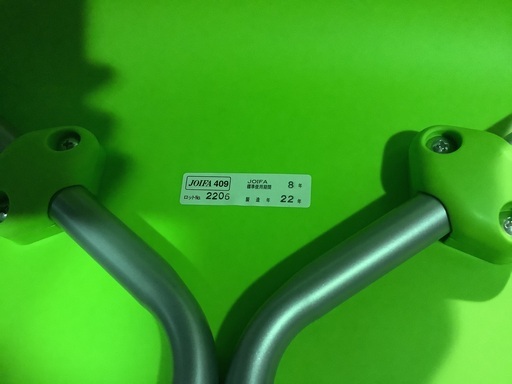 JOIFA 409
ロットNo. 2206
JOIFA
標準使用期間 8 年
製造年 22 年